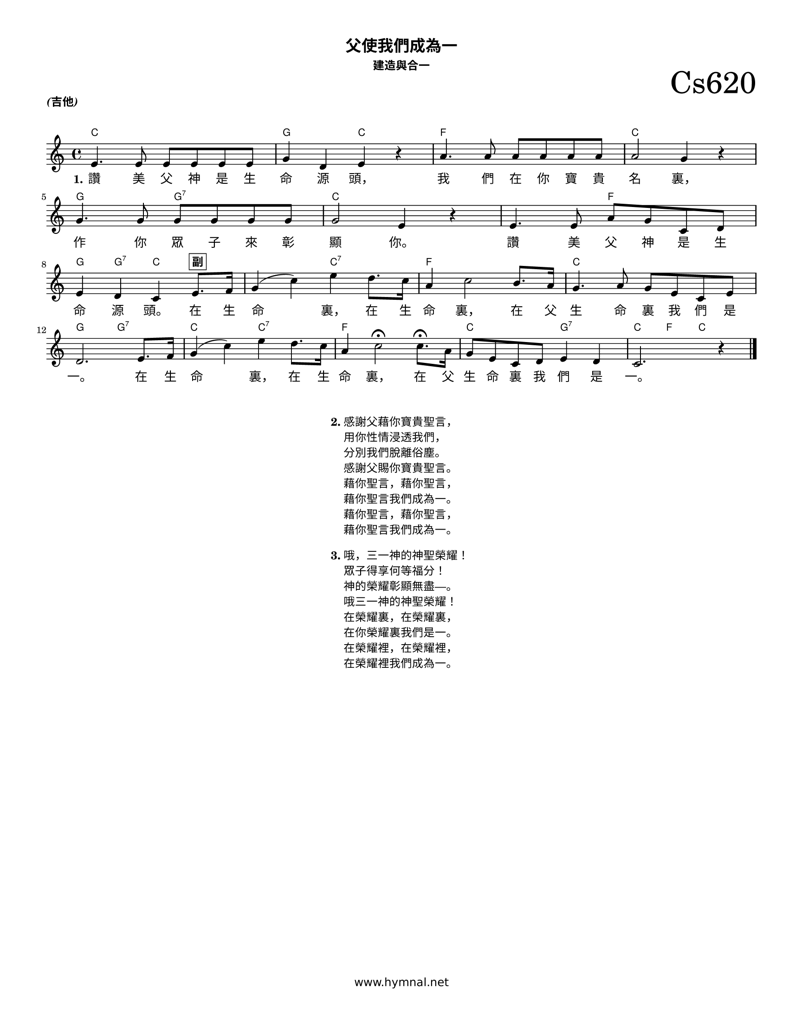 父使我們成為一
建造與合一
Cs620
(吉他)
C G C F C
1. 讚 美 父 神 是 生 命 源 頭， 我 們 在 你 寶 貴 名 裏，
5 G G7 C F
作 你 眾 子 來 彰 顯 你。 讚 美 父 神 是 生
8 G G7 C 副 C7 F C
命 源 頭。 在 生 命 裏， 在 生 命 裏， 在 父 生 命 裏 我 們 是
12 G G7 C C7 F C G7 C F C
一。 在 生 命 裏， 在 生 命 裏， 在 父 生 命 裏 我 們 是 一。
2. 感謝父藉你寶貴聖言，
用你性情浸透我們，
分別我們脫離俗塵。
感謝父賜你寶貴聖言。
藉你聖言，藉你聖言，
藉你聖言我們成為一。
藉你聖言，藉你聖言，
藉你聖言我們成為一。
3. 哦，三一神的神聖榮耀！
眾子得享何等福分！
神的榮耀彰顯無盡—。
哦三一神的神聖榮耀！
在榮耀裏，在榮耀裏，
在你榮耀裏我們是一。
在榮耀裡，在榮耀裡，
在榮耀裡我們成為一。
www.hymnal.net